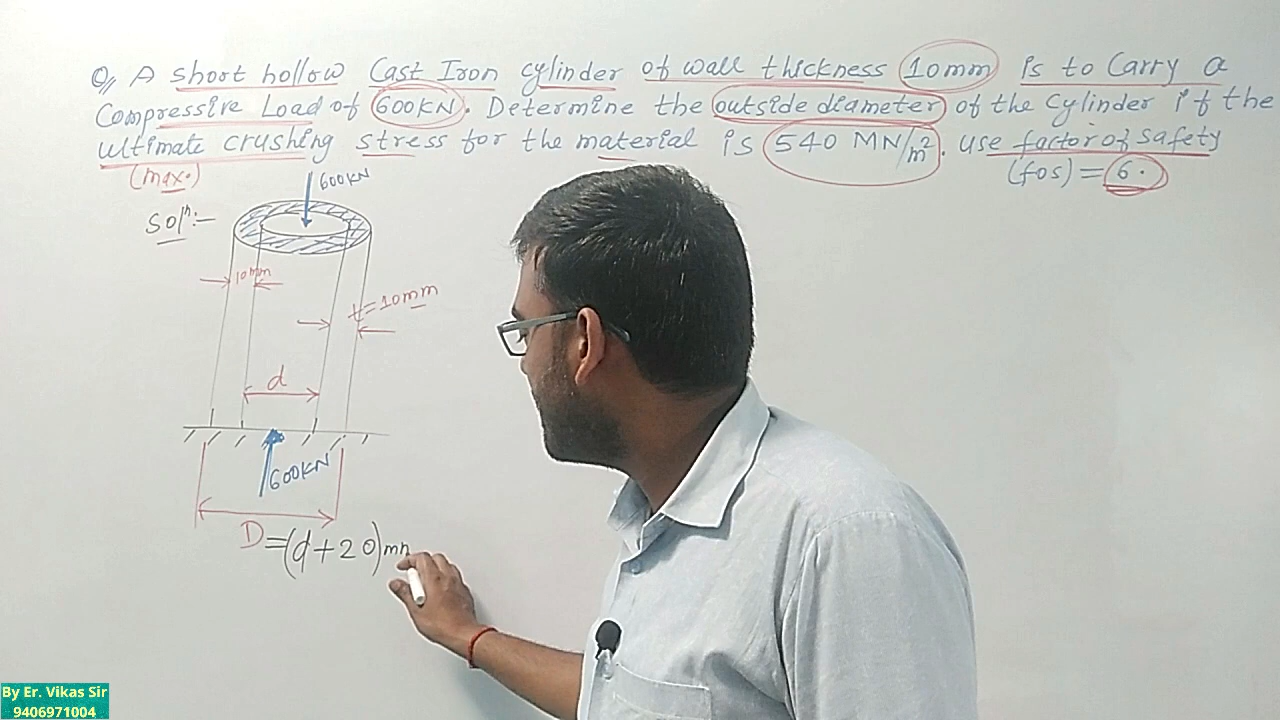 Q// A short hollow Cast Iron cylinder of wall thickness 10mm is to Carry a
Compressive Load of 600KN. Determine the outside diameter of the Cylinder if the
ultimate crushing stress for the material is 540 MN/m². use factor of safety
(max.)
(fos) = 6.
600KN
Solⁿ:-
10mm
t=10mm
d
600KN
D=(d+20)mm
By Er. Vikas Sir
9406971004